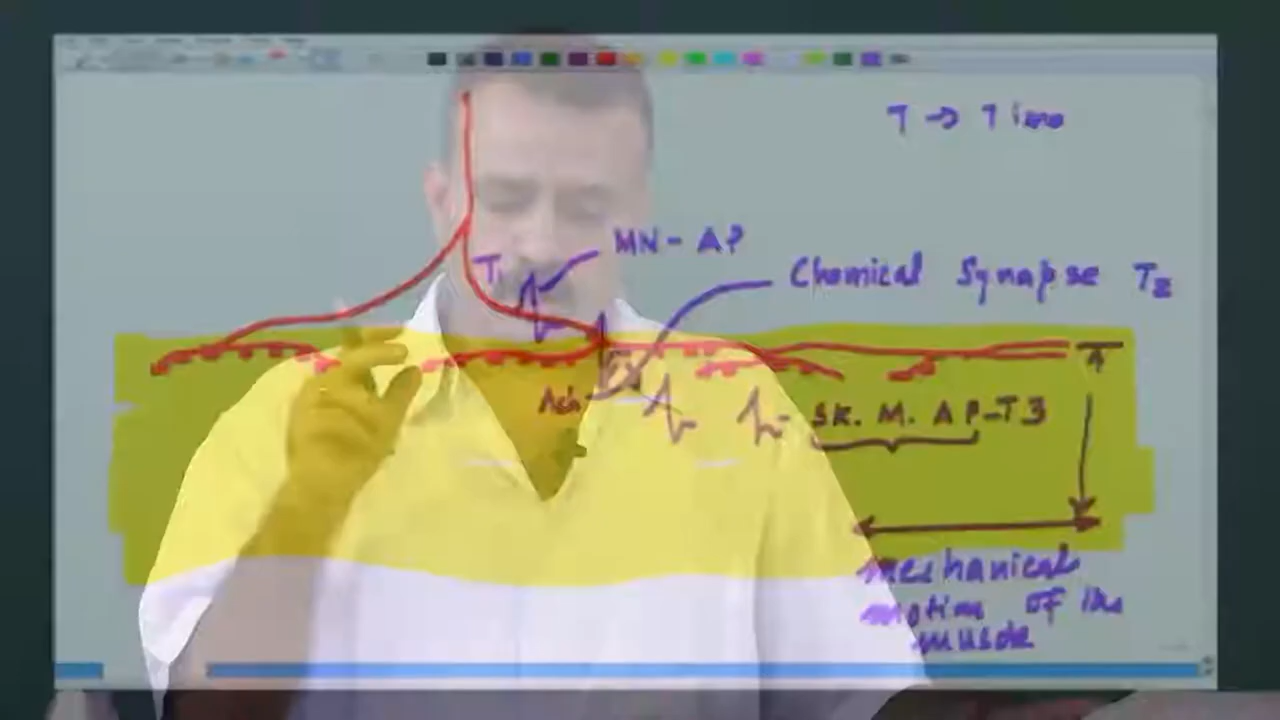 T → Time
MN - AP
Chemical Synapse T2
T1
Ach
SK. M. AP - T3
mechanical
motion of the
muscle